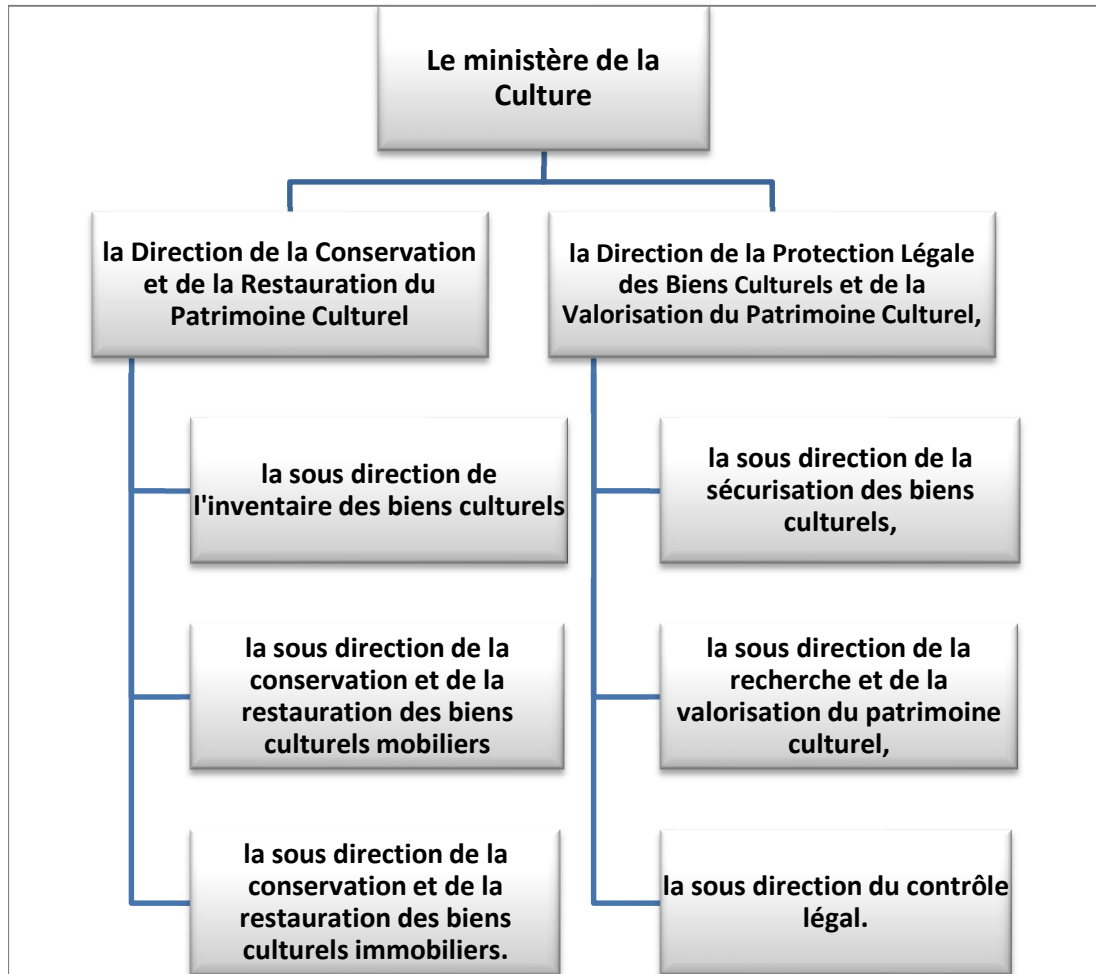 Le ministère de la
Culture
la Direction de la Conservation
et de la Restauration du
Patrimoine Culturel
la Direction de la Protection Légale
des Biens Culturels et de la
Valorisation du Patrimoine Culturel,
la sous direction de
l'inventaire des biens culturels
la sous direction de la
conservation et de la
restauration des biens
culturels mobiliers
la sous direction de la
conservation et de la
restauration des biens
culturels immobiliers.
la sous direction de la
sécurisation des biens
culturels,
la sous direction de la
recherche et de la
valorisation du patrimoine
culturel,
la sous direction du contrôle
légal.